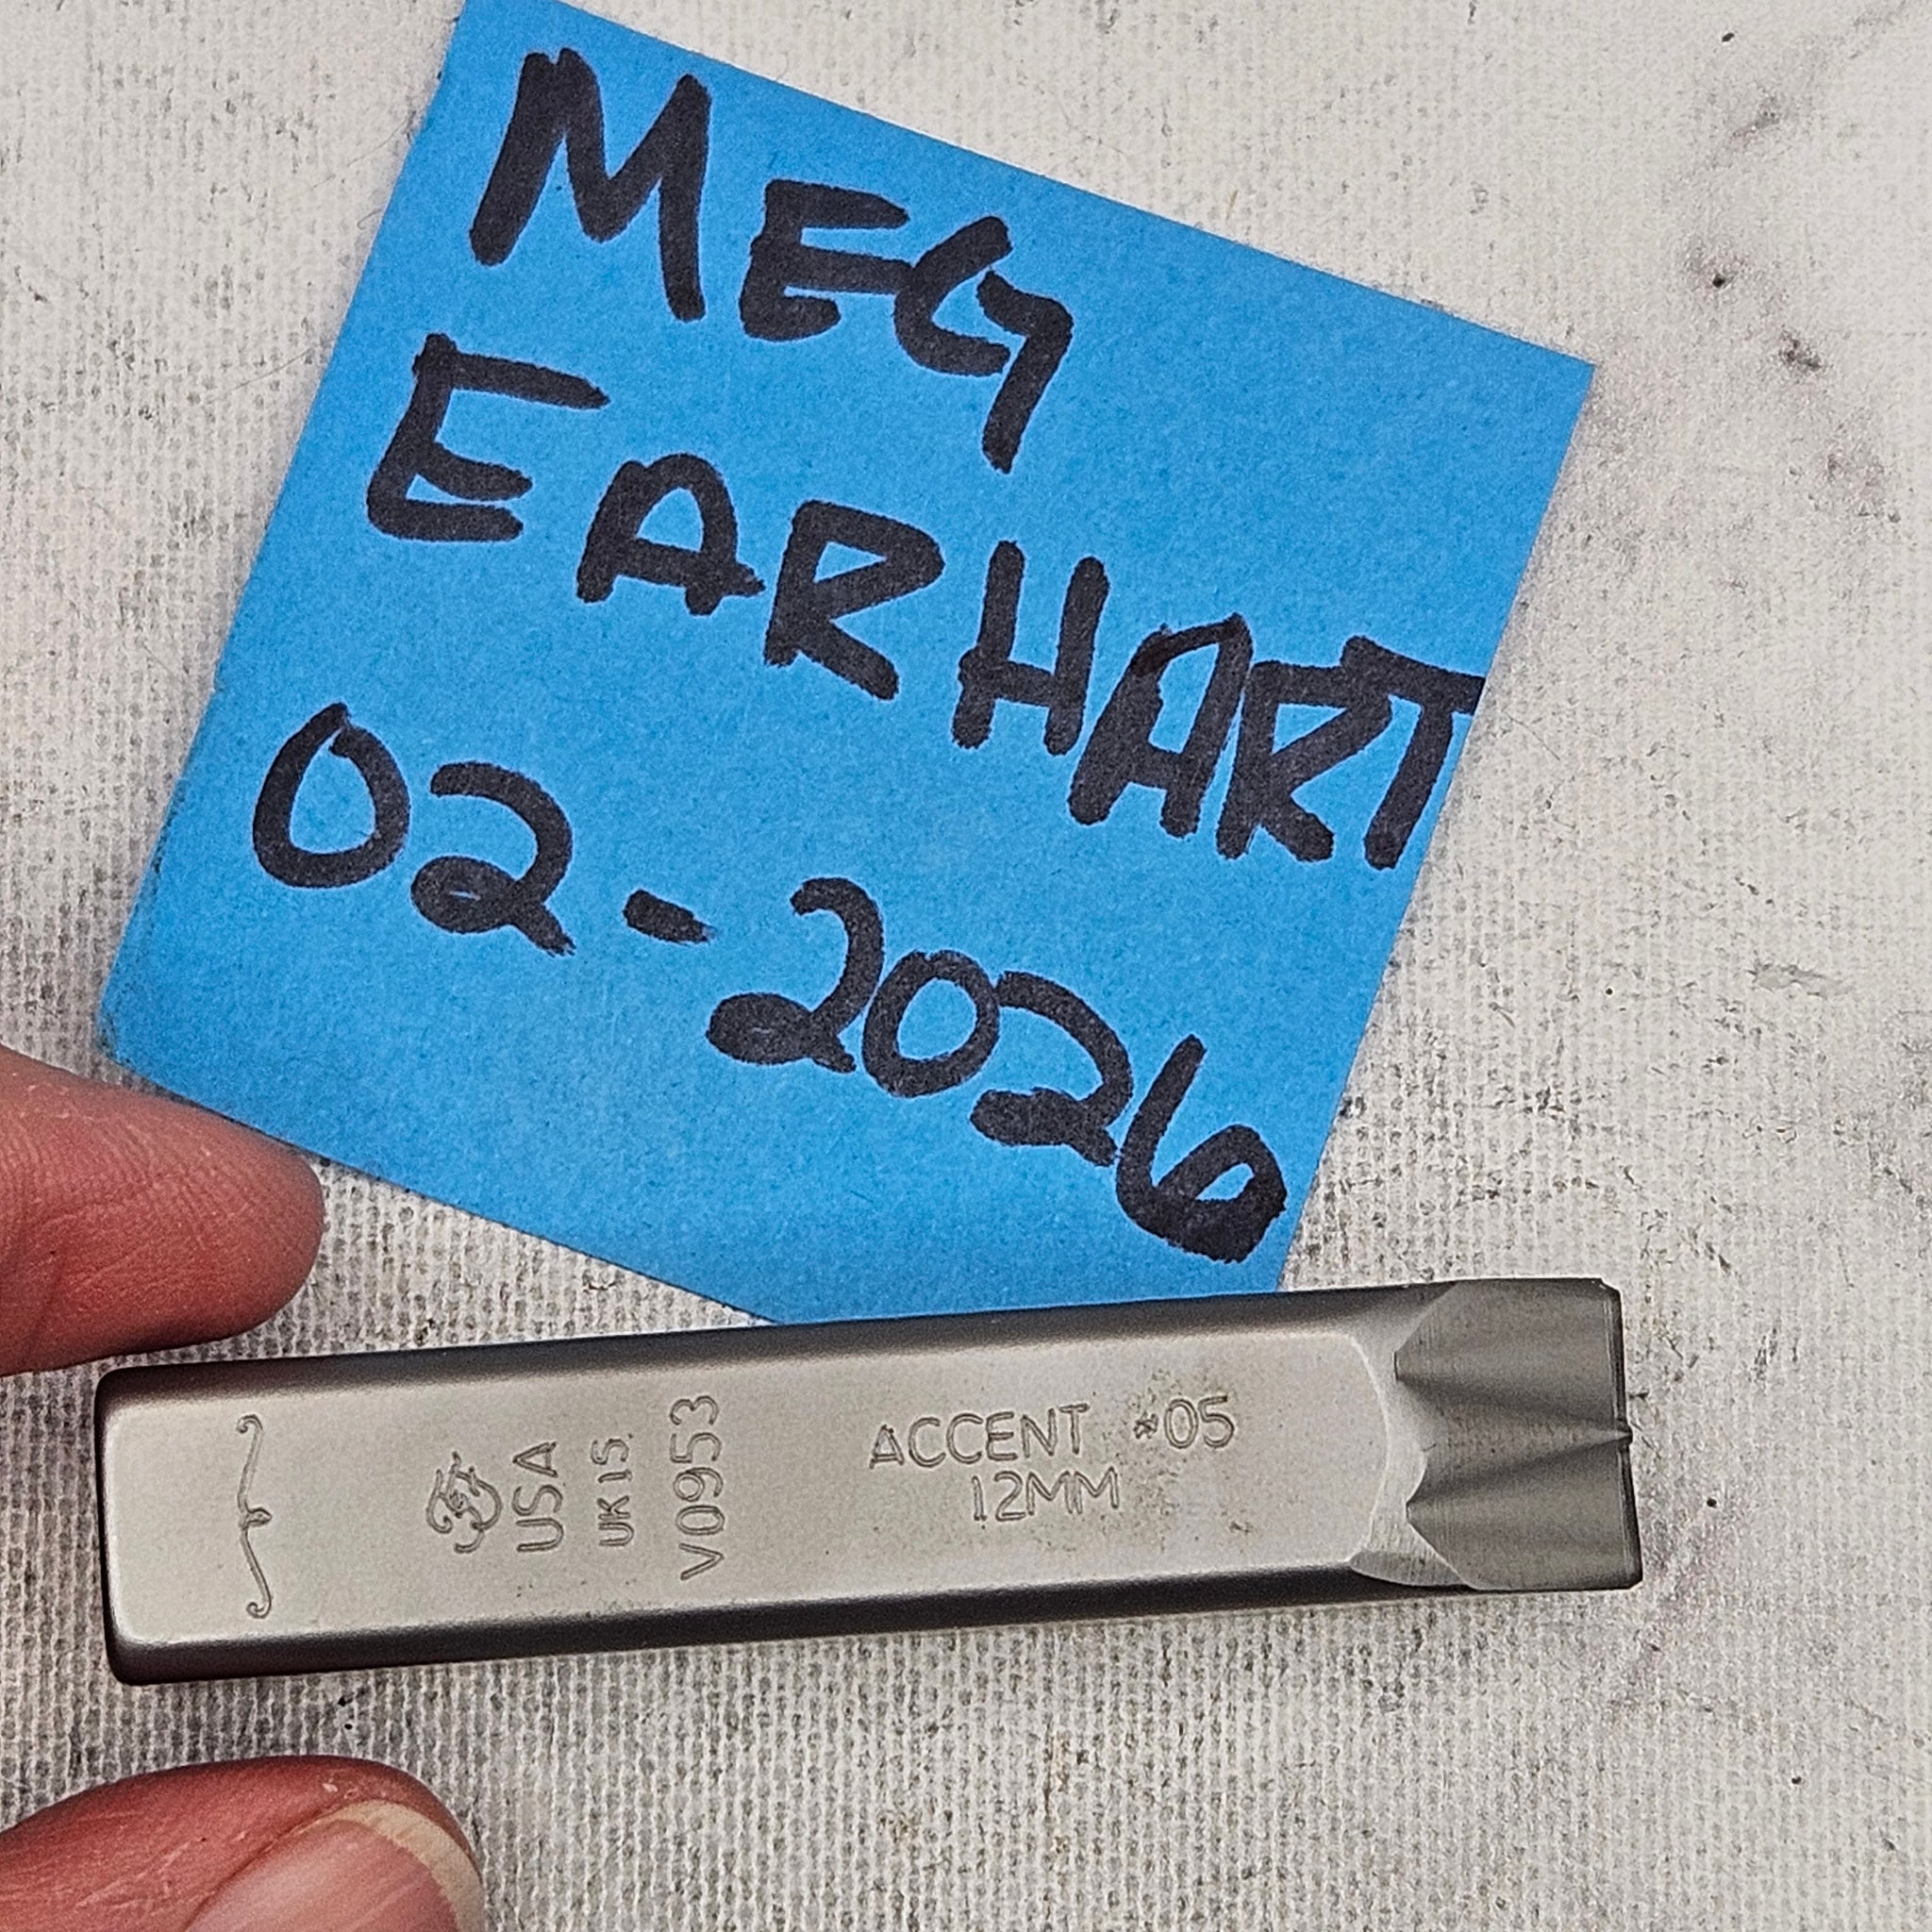 MEG
EARHART
02-2026
ACCENT #05
12MM
USA
UK15
V0953